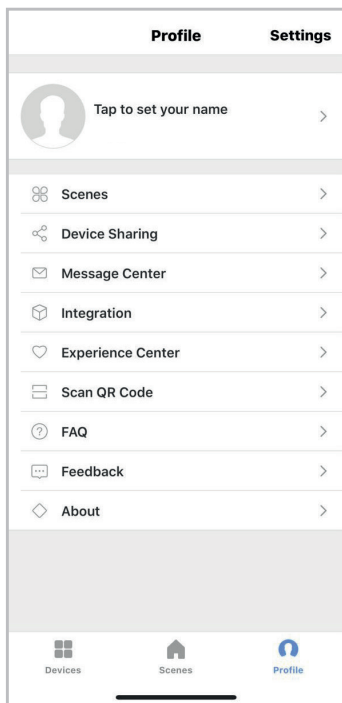 Profile Settings
Tap to set your name
Scenes
Device Sharing
Message Center
Integration
Experience Center
Scan QR Code
FAQ
Feedback
About
Devices Scenes Profile